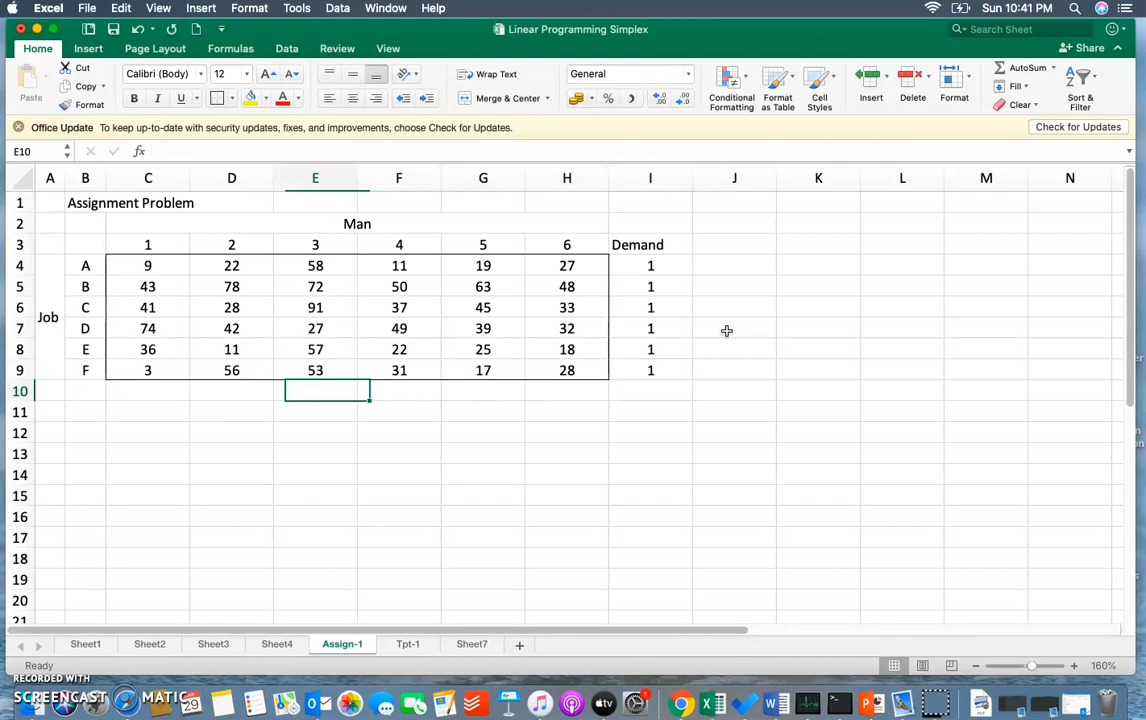 Excel File Edit View Insert Format Tools Data Window Help Sun 10:41 PM
Linear Programming Simplex Search Sheet
Home Insert Page Layout Formulas Data Review View Share
Cut Calibri (Body) 12 Wrap Text General AutoSum
Copy Fill
Paste Format Merge & Center Conditional Formatting Format as Table Cell Styles Insert Delete Format Clear Sort & Filter
Office Update To keep up-to-date with security updates, fixes, and improvements, choose Check for Updates. Check for Updates
E10 fx
A B C D E F G H I J K L M N
1 Assignment Problem
2 Man
3 1 2 3 4 5 6 Demand
4 A 9 22 58 11 19 27 1
5 B 43 78 72 50 63 48 1
6 C 41 28 91 37 45 33 1
Job
7 D 74 42 27 49 39 32 1
8 E 36 11 57 22 25 18 1
9 F 3 56 53 31 17 28 1
10
11
12
13
14
15
16
17
18
19
20
21
Sheet1 Sheet2 Sheet3 Sheet4 Assign-1 Tpt-1 Sheet7
Ready 160%
RECORDED WITH
SCREENCAST MATIC